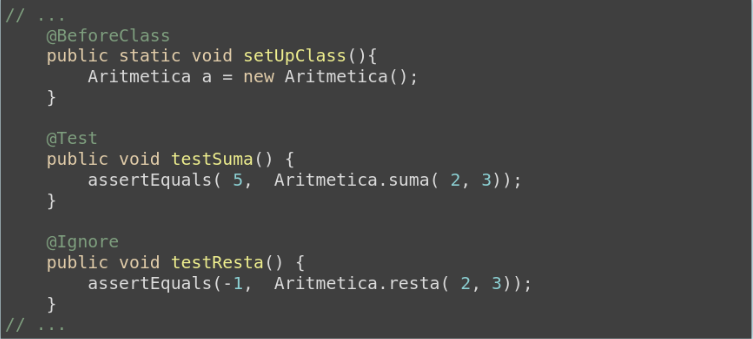 // ...
    @BeforeClass
    public static void setUpClass(){
        Aritmetica a = new Aritmetica();
    }

    @Test
    public void testSuma() {
        assertEquals( 5,  Aritmetica.suma( 2, 3));
    }

    @Ignore
    public void testResta() {
        assertEquals(-1,  Aritmetica.resta( 2, 3));
    }
// ...